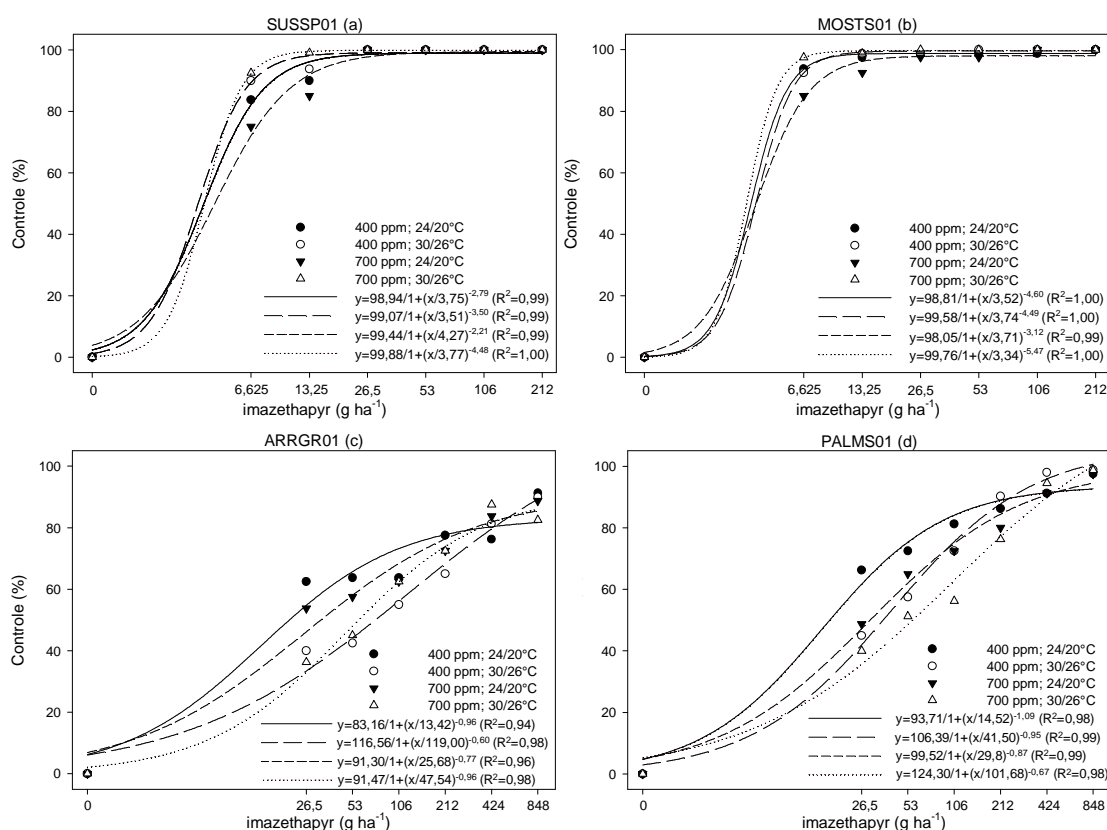 SUSSP01 (a)
Controle (%)
100
80
60
40
20
0
400 ppm; 24/20°C
400 ppm; 30/26°C
700 ppm; 24/20°C
700 ppm; 30/26°C
y=98,94/1+(x/3,75)-2,79 (R2=0,99)
y=99,07/1+(x/3,51)-3,50 (R2=0,99)
y=99,44/1+(x/4,27)-2,21 (R2=0,99)
y=99,88/1+(x/3,77)-4,48 (R2=1,00)
0 6,625 13,25 26,5 53 106 212
imazethapyr (g ha-1)
MOSTS01 (b)
Controle (%)
100
80
60
40
20
0
400 ppm; 24/20°C
400 ppm; 30/26°C
700 ppm; 24/20°C
700 ppm; 30/26°C
y=98,81/1+(x/3,52)-4,60 (R2=1,00)
y=99,58/1+(x/3,74)-4,49 (R2=1,00)
y=98,05/1+(x/3,71)-3,12 (R2=0,99)
y=99,76/1+(x/3,34)-5,47 (R2=1,00)
0 6,625 13,25 26,5 53 106 212
imazethapyr (g ha-1)
ARRGR01 (c)
Controle (%)
100
80
60
40
20
0
400 ppm; 24/20°C
400 ppm; 30/26°C
700 ppm; 24/20°C
700 ppm; 30/26°C
y=83,16/1+(x/13,42)-0,96 (R2=0,94)
y=116,56/1+(x/119,00)-0,60 (R2=0,98)
y=91,30/1+(x/25,68)-0,77 (R2=0,96)
y=91,47/1+(x/47,54)-0,96 (R2=0,98)
0 26,5 53 106 212 424 848
imazethapyr (g ha-1)
PALMS01 (d)
Controle (%)
100
80
60
40
20
0
400 ppm; 24/20°C
400 ppm; 30/26°C
700 ppm; 24/20°C
700 ppm; 30/26°C
y=93,71/1+(x/14,52)-1,09 (R2=0,98)
y=106,39/1+(x/41,50)-0,95 (R2=0,99)
y=99,52/1+(x/29,8)-0,87 (R2=0,99)
y=124,30/1+(x/101,68)-0,67 (R2=0,98)
0 26,5 53 106 212 424 848
imazethapyr (g ha-1)